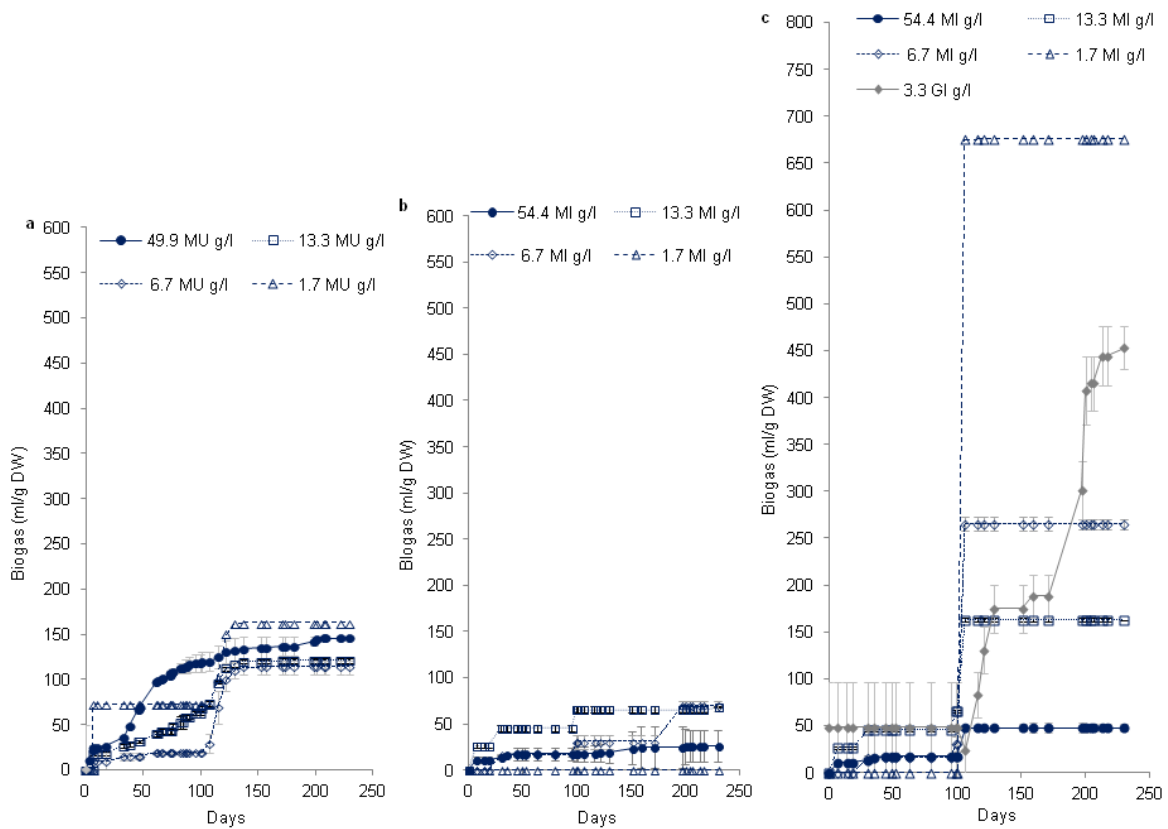 a
49.9 MU g/l 13.3 MU g/l
6.7 MU g/l 1.7 MU g/l
600
550
500
450
400
350
300
250
200
150
100
50
0
Biogas (ml/g DW)
0 50 100 150 200 250
Days
b
54.4 MI g/l 13.3 MI g/l
6.7 MI g/l 1.7 MI g/l
600
550
500
450
400
350
300
250
200
150
100
50
0
Biogas (ml/g DW)
0 50 100 150 200 250
Days
c
54.4 MI g/l 13.3 MI g/l
6.7 MI g/l 1.7 MI g/l
3.3 GI g/l
800
750
700
650
600
550
500
450
400
350
300
250
200
150
100
50
0
Biogas (ml/g DW)
0 50 100 150 200 250
Days